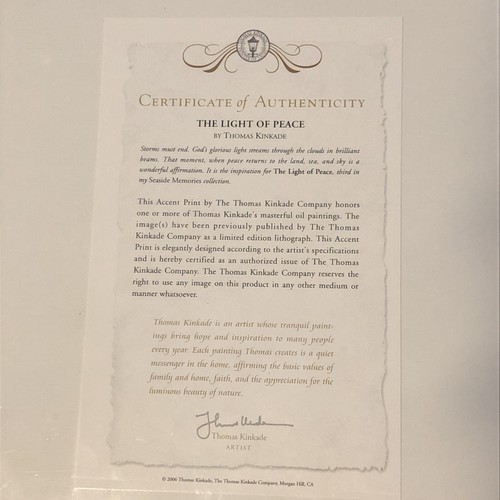 CERTIFICATE of AUTHENTICITY
THE LIGHT OF PEACE
BY THOMAS KINKADE
Storms must end. God's glorious light streams through the clouds in brilliant
beams. That moment, when peace returns to the land, sea, and sky is a
wonderful affirmation. It is the inspiration for The Light of Peace, third in
my Seaside Memories collection.
This Accent Print by The Thomas Kinkade Company honors
one or more of Thomas Kinkade's masterful oil paintings. The
image(s) have been previously published by The Thomas
Kinkade Company as a limited edition lithograph. This Accent
Print is elegantly designed according to the artist's specifications
and is hereby certified as an authorized issue of The Thomas
Kinkade Company. The Thomas Kinkade Company reserves the
right to use any image on this product in any other medium or
manner whatsoever.
Thomas Kinkade is an artist whose tranquil paint-
ings bring hope and inspiration to many people
every year. Each painting Thomas creates is a quiet
messenger in the home, affirming the basic values of
family and home, faith, and the appreciation for the
luminous beauty of nature.
Thomas Kinkade
ARTIST
© 2006 Thomas Kinkade, The Thomas Kinkade Company, Morgan Hill, CA